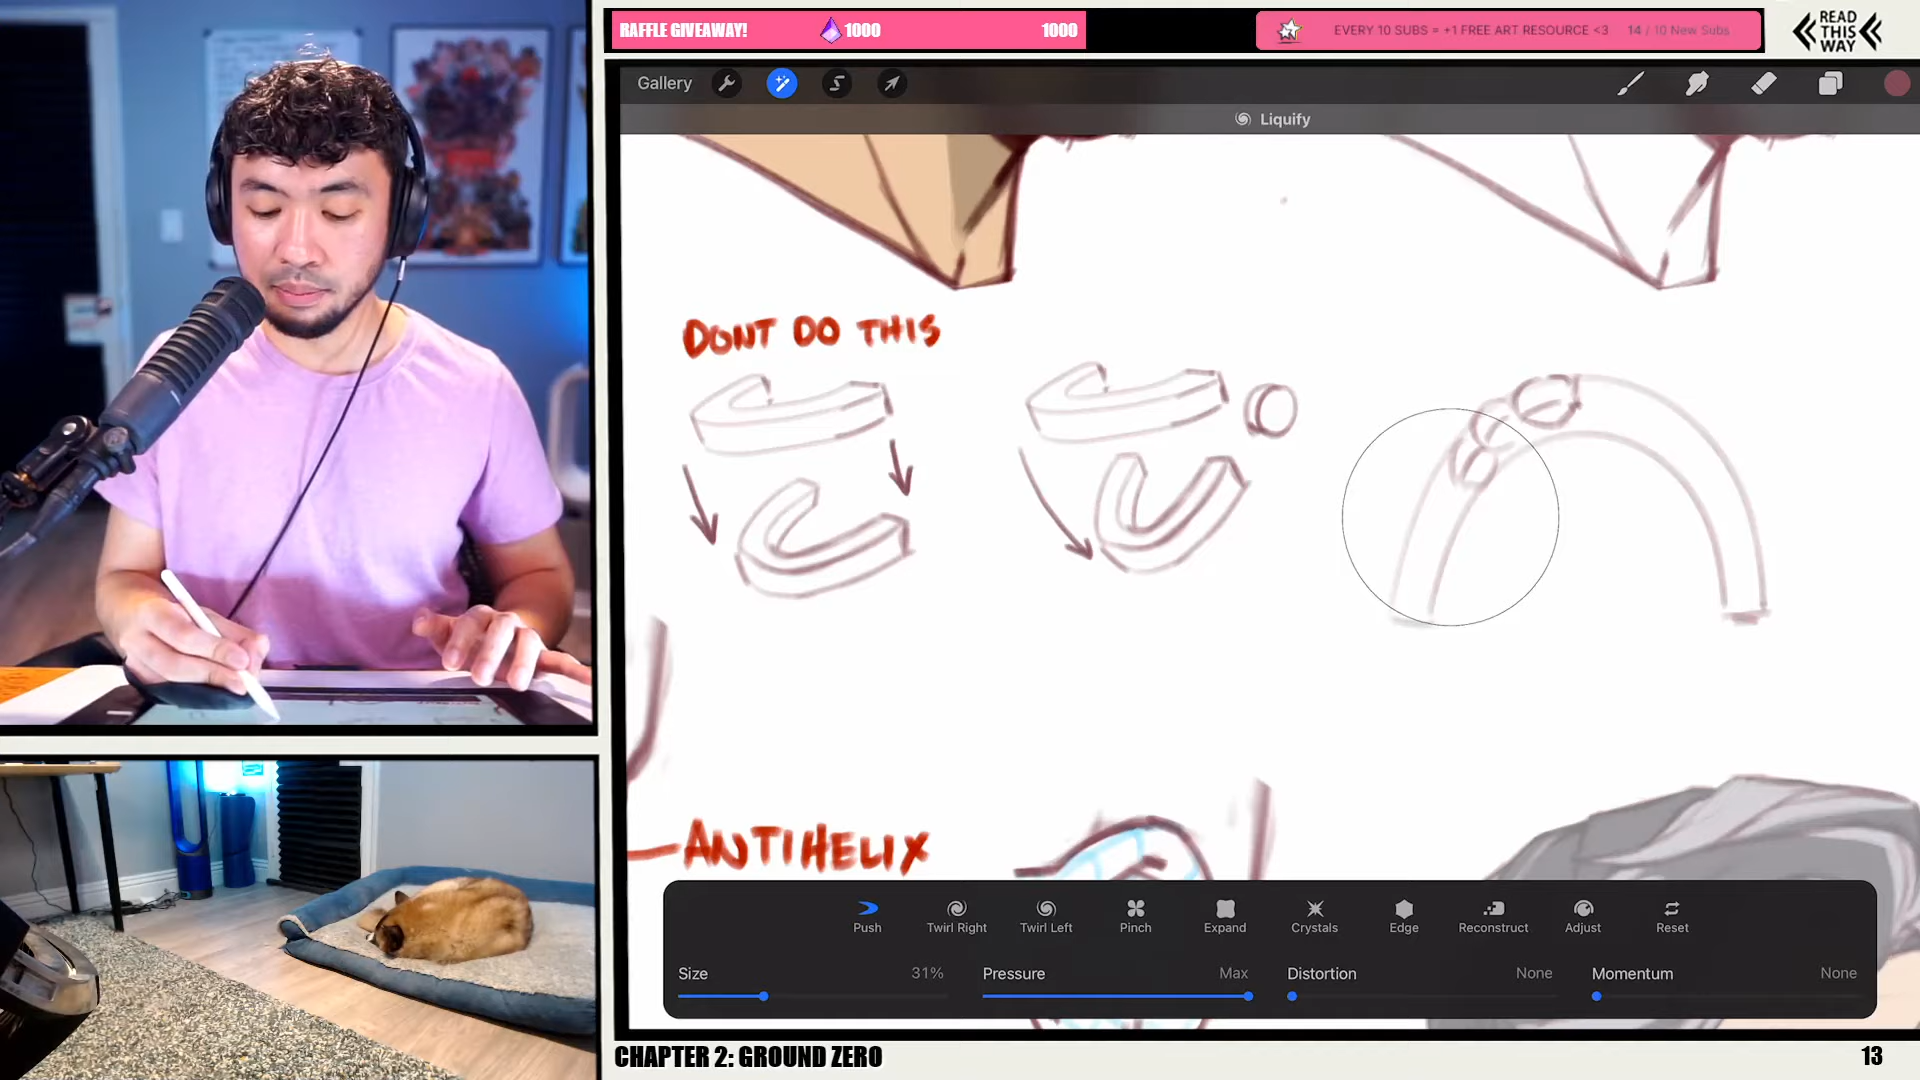 RAFFLE GIVEAWAY! 1000 1000
EVERY 10 SUBS = +1 FREE ART RESOURCE <3 14 / 10 New Subs
READ
THIS
WAY
Gallery
Liquify
DONT DO THIS
ANTIHELIX
Push Twirl Right Twirl Left Pinch Expand Crystals Edge Reconstruct Adjust Reset
Size 31% Pressure Max Distortion None Momentum None
CHAPTER 2: GROUND ZERO 13